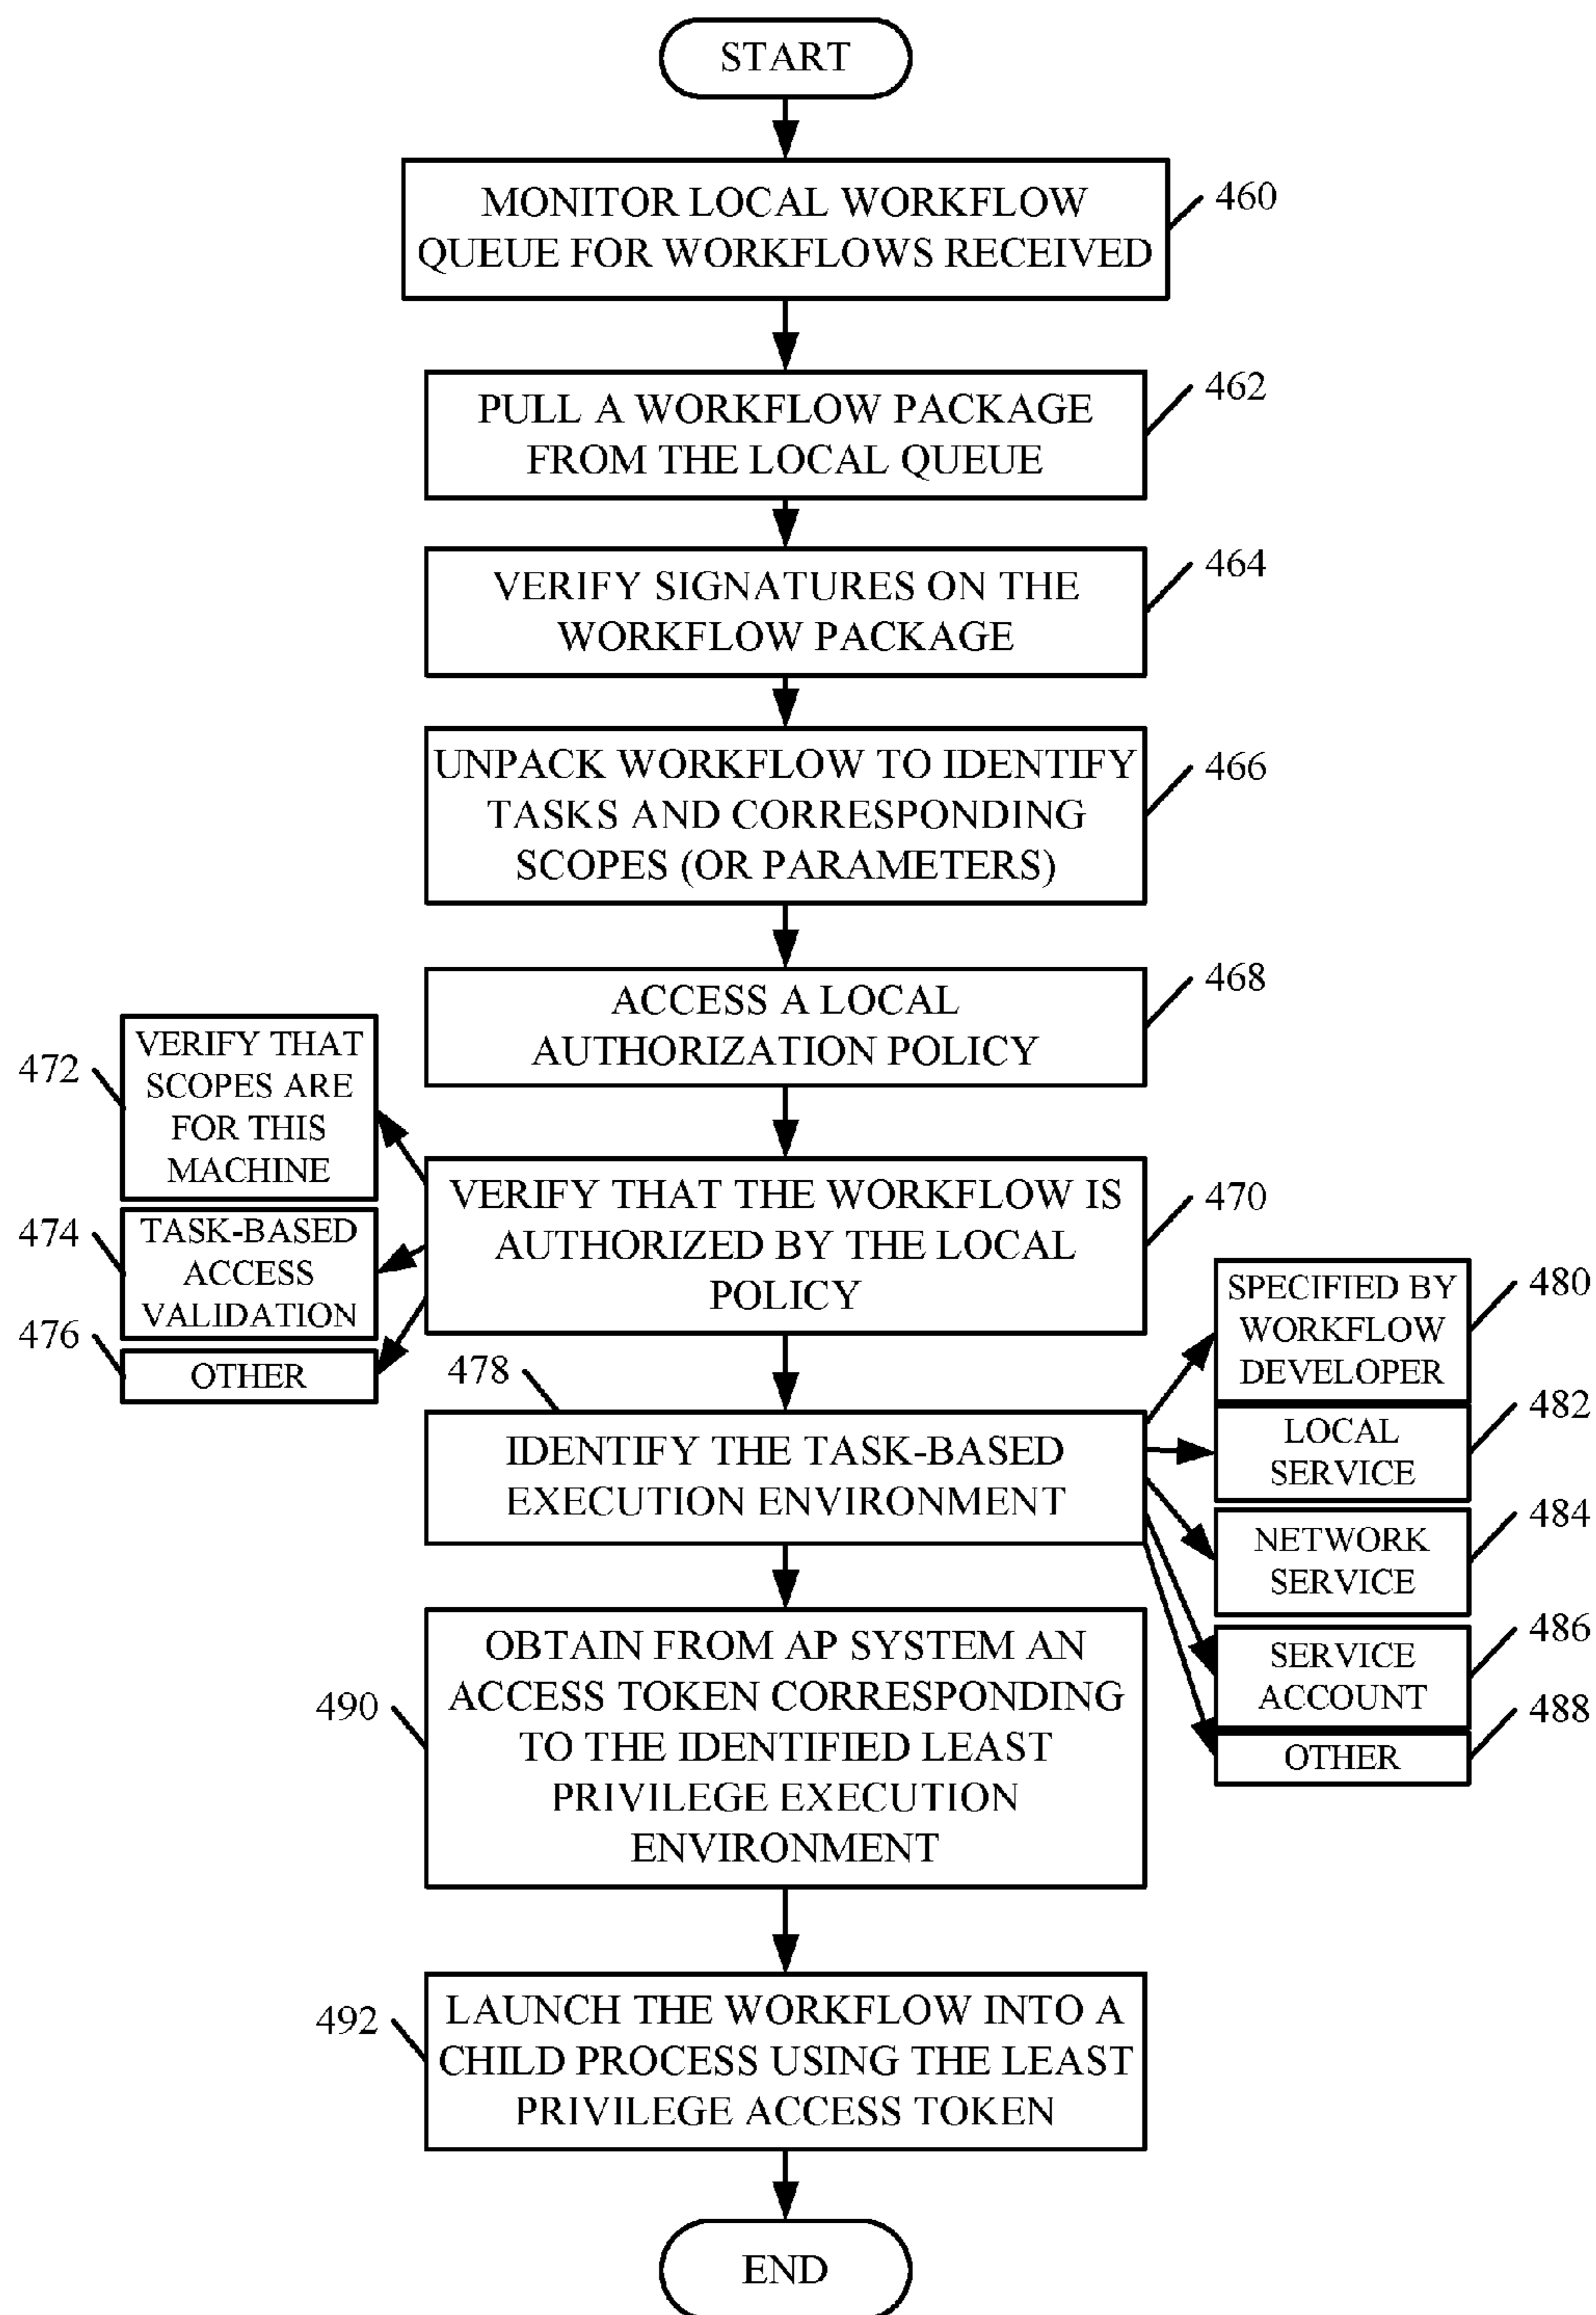 START
MONITOR LOCAL WORKFLOW
QUEUE FOR WORKFLOWS RECEIVED
460
PULL A WORKFLOW PACKAGE
FROM THE LOCAL QUEUE
462
VERIFY SIGNATURES ON THE
WORKFLOW PACKAGE
464
UNPACK WORKFLOW TO IDENTIFY
TASKS AND CORRESPONDING
SCOPES (OR PARAMETERS)
466
ACCESS A LOCAL
AUTHORIZATION POLICY
468
VERIFY THAT THE WORKFLOW IS
AUTHORIZED BY THE LOCAL
POLICY
470
472
VERIFY THAT
SCOPES ARE
FOR THIS
MACHINE
474
TASK-BASED
ACCESS
VALIDATION
476
OTHER
478
IDENTIFY THE TASK-BASED
EXECUTION ENVIRONMENT
SPECIFIED BY
WORKFLOW
DEVELOPER
480
LOCAL
SERVICE
482
NETWORK
SERVICE
484
SERVICE
ACCOUNT
486
OTHER
488
490
OBTAIN FROM AP SYSTEM AN
ACCESS TOKEN CORRESPONDING
TO THE IDENTIFIED LEAST
PRIVILEGE EXECUTION
ENVIRONMENT
492
LAUNCH THE WORKFLOW INTO A
CHILD PROCESS USING THE LEAST
PRIVILEGE ACCESS TOKEN
END